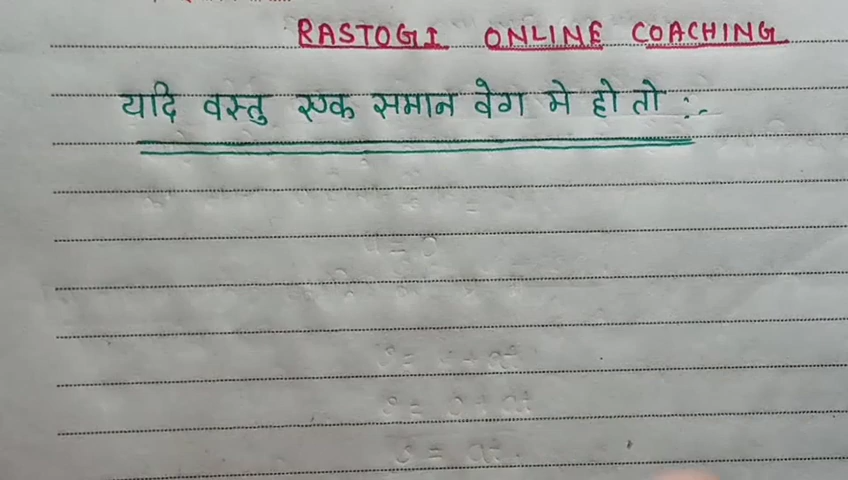 RASTOGI ONLINE COACHING
यदि वस्तु एक समान वेग मे हो तो :-